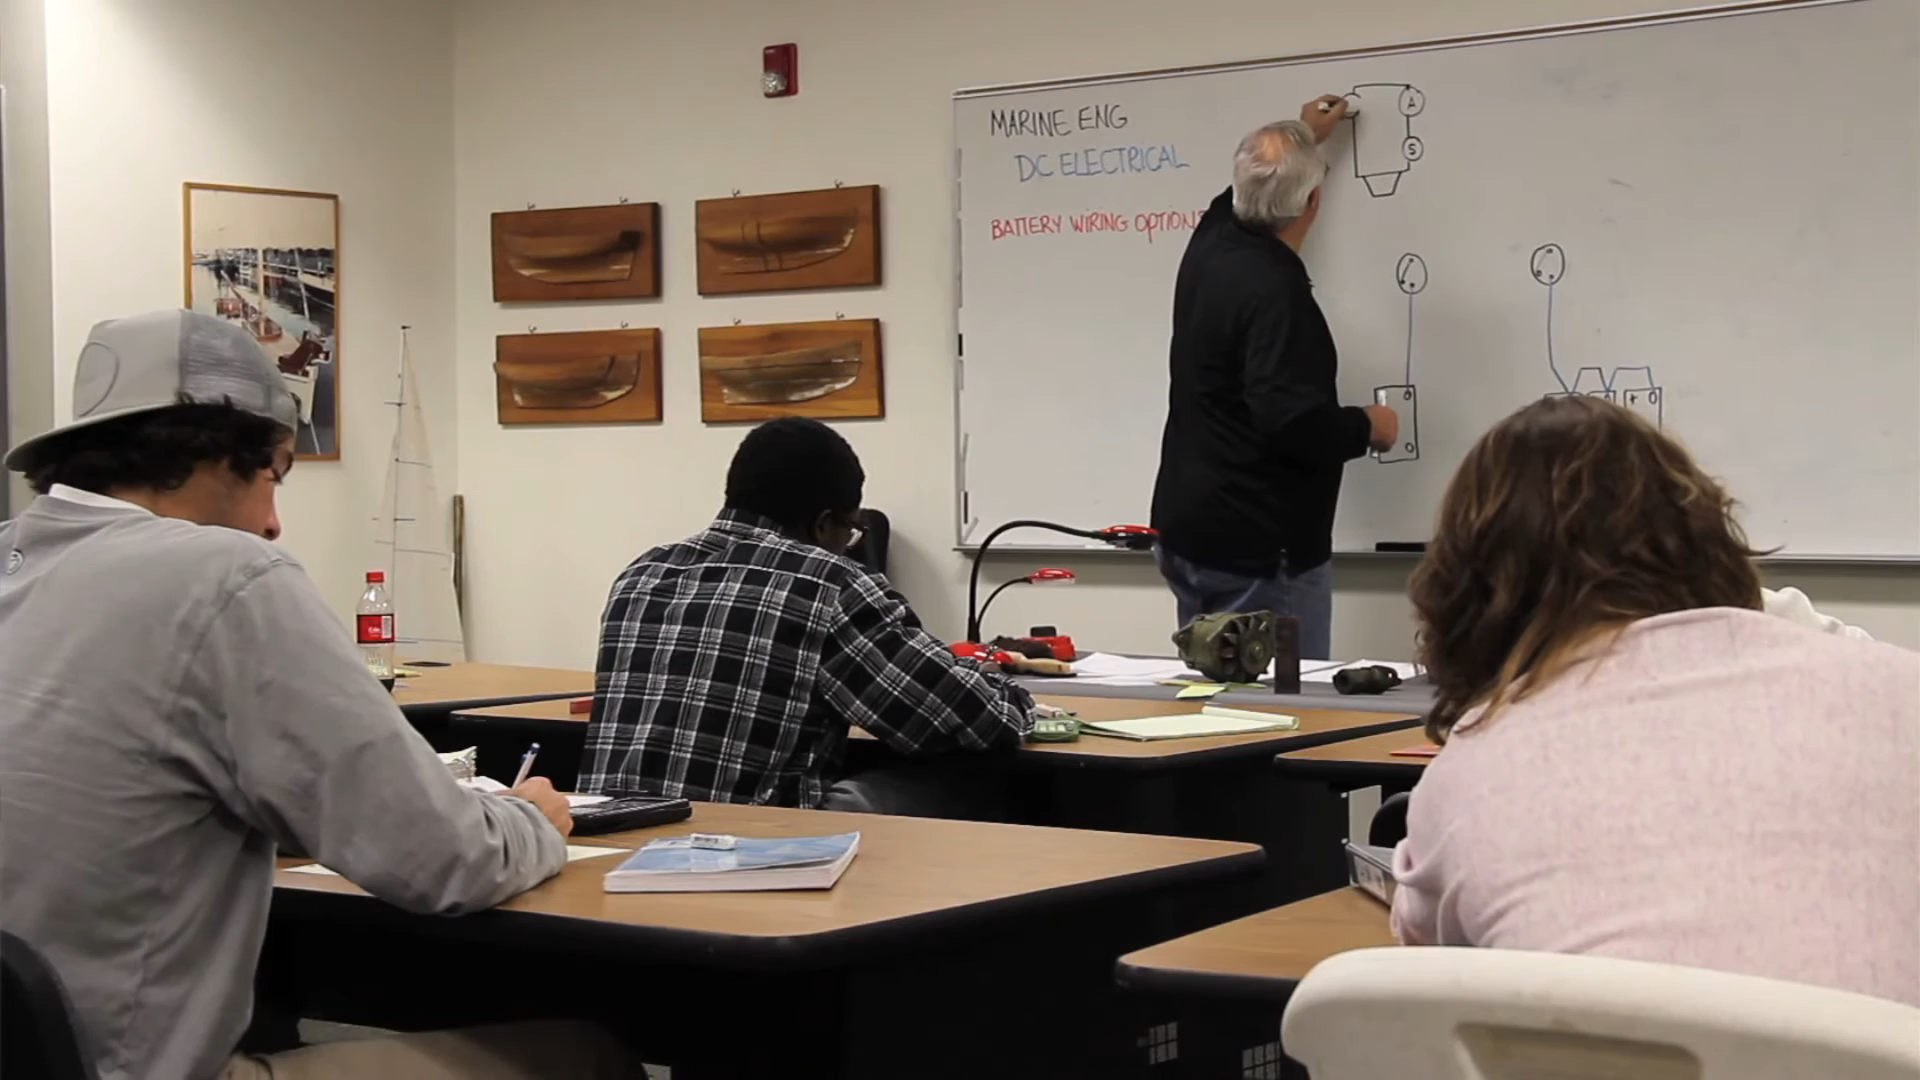 MARINE ENG
DC ELECTRICAL
BATTERY WIRING OPTIONS
A
S
+